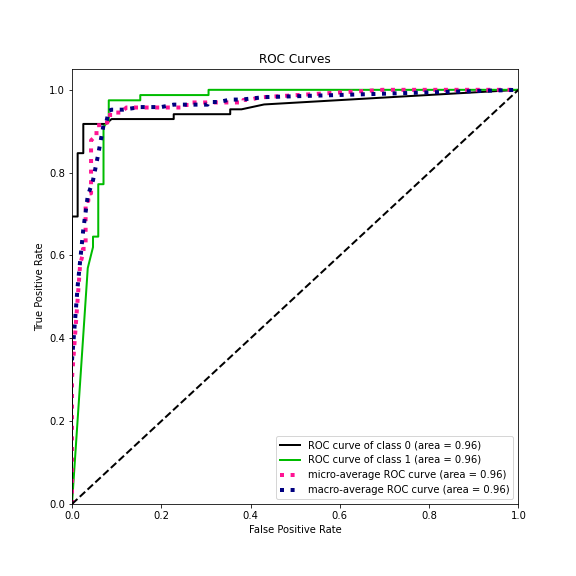 ROC Curves
True Positive Rate
1.0
0.8
0.6
0.4
0.2
0.0
ROC curve of class 0 (area = 0.96)
ROC curve of class 1 (area = 0.96)
micro-average ROC curve (area = 0.96)
macro-average ROC curve (area = 0.96)
0.0 0.2 0.4 0.6 0.8 1.0
False Positive Rate